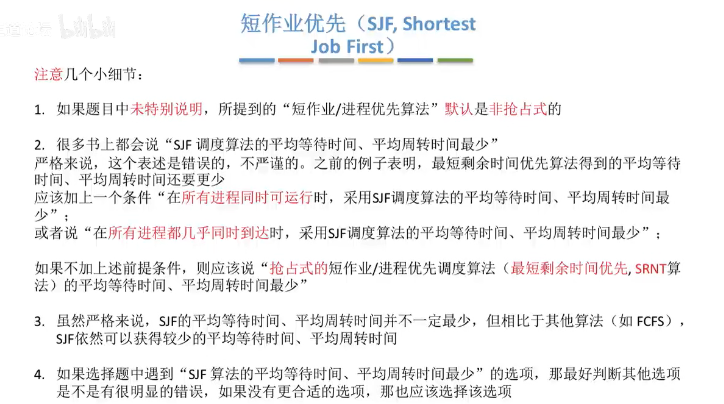 短作业优先（SJF, Shortest
Job First）
注意几个小细节：
1. 如果题目中未特别说明，所提到的“短作业/进程优先算法”默认是非抢占式的
2. 很多书上都会说“SJF 调度算法的平均等待时间、平均周转时间最少”
严格来说，这个表述是错误的，不严谨的。之前的例子表明，最短剩余时间优先算法得到的平均等待
时间、平均周转时间还要更少
应该加上一个条件“在所有进程同时可运行时，采用SJF调度算法的平均等待时间、平均周转时间最
少”；
或者说“在所有进程都几乎同时到达时，采用SJF调度算法的平均等待时间、平均周转时间最少”；
如果不加上述前提条件，则应该说“抢占式的短作业/进程优先调度算法（最短剩余时间优先, SRNT算
法）的平均等待时间、平均周转时间最少”
3. 虽然严格来说，SJF的平均等待时间、平均周转时间并不一定最少，但相比于其他算法（如 FCFS），
SJF依然可以获得较少的平均等待时间、平均周转时间
4. 如果选择题中遇到“SJF 算法的平均等待时间、平均周转时间最少”的选项，那最好判断其他选项
是不是有很明显的错误，如果没有更合适的选项，那也应该选择该选项